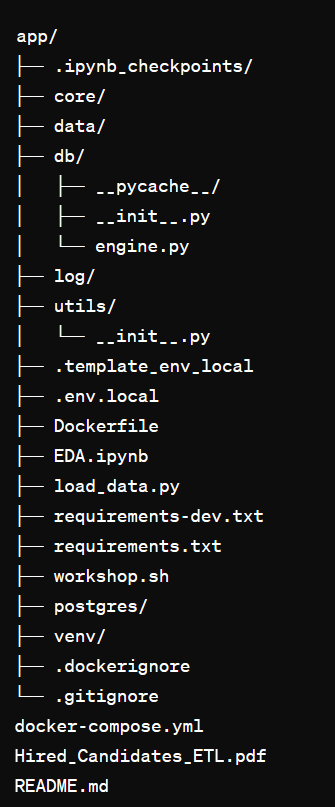 app/
├── .ipynb_checkpoints/
├── core/
├── data/
├── db/
│   ├── __pycache__/
│   ├── __init__.py
│   └── engine.py
├── log/
├── utils/
│   └── __init__.py
├── .template_env_local
├── .env.local
├── Dockerfile
├── EDA.ipynb
├── load_data.py
├── requirements-dev.txt
├── requirements.txt
├── workshop.sh
├── postgres/
├── venv/
├── .dockerignore
└── .gitignore
docker-compose.yml
Hired_Candidates_ETL.pdf
README.md